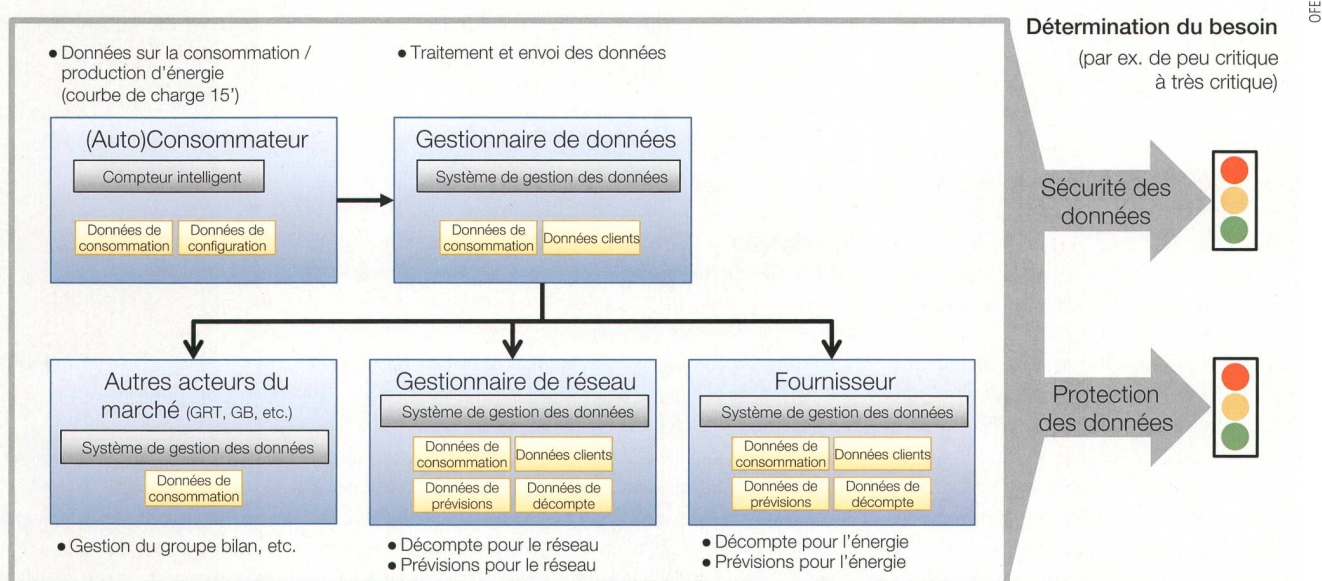 OFE
Détermination du besoin
(par ex. de peu critique
à très critique)
• Données sur la consommation /
production d'énergie
(courbe de charge 15')
• Traitement et envoi des données
(Auto)Consommateur
Compteur intelligent
Données de
consommation
Données de
configuration
Gestionnaire de données
Système de gestion des données
Données de
consommation
Données clients
Sécurité des
données
Autres acteurs du
marché (GRT, GB, etc.)
Système de gestion des données
Données de
consommation
• Gestion du groupe bilan, etc.
Gestionnaire de réseau
Système de gestion des données
Données de
consommation
Données clients
Données de
prévisions
Données de
décompte
• Décompte pour le réseau
• Prévisions pour le réseau
Fournisseur
Système de gestion des données
Données de
consommation
Données clients
Données de
prévisions
Données de
décompte
• Décompte pour l'énergie
• Prévisions pour l'énergie
Protection
des données